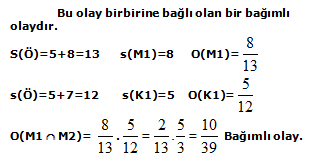 Bu olay birbirine bağlı olan bir bağımlı
olaydır.
S(Ö)=5+8=13 s(M1)=8 O(M1)= 8/13
s(Ö)=5+7=12 s(K1)=5 O(K1)= 5/12
O(M1 ∩ M2)= 8/13 . 5/12 = 2/13 . 5/3 = 10/39 Bağımlı olay.